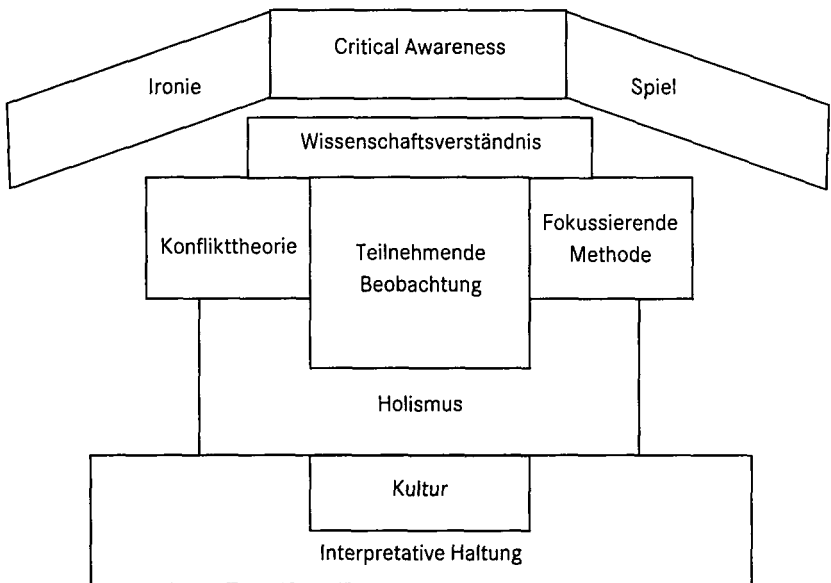 Critical Awareness
Ironie
Spiel
Wissenschaftsverständnis
Konflikttheorie
Teilnehmende
Beobachtung
Fokussierende
Methode
Holismus
Kultur
Interpretative Haltung